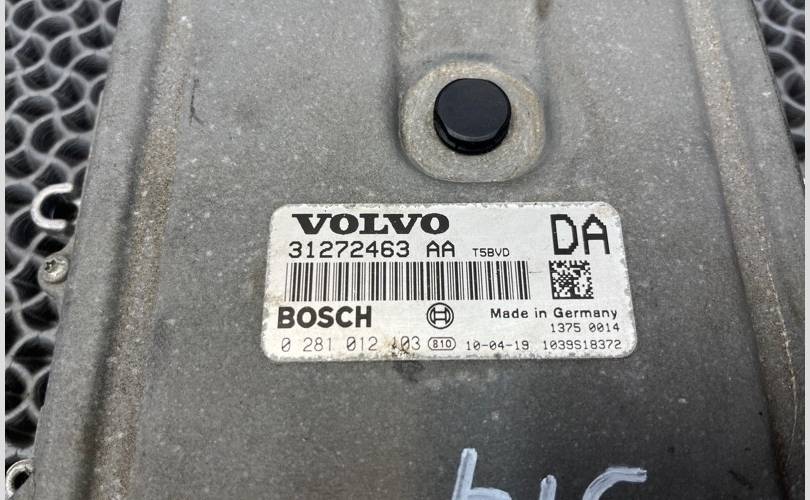 VOLVO
31272463 AA T5BVD
DA
BOSCH
Made in Germany
1375 0014
0 281 012 103 810 10-04-19 1039S18372